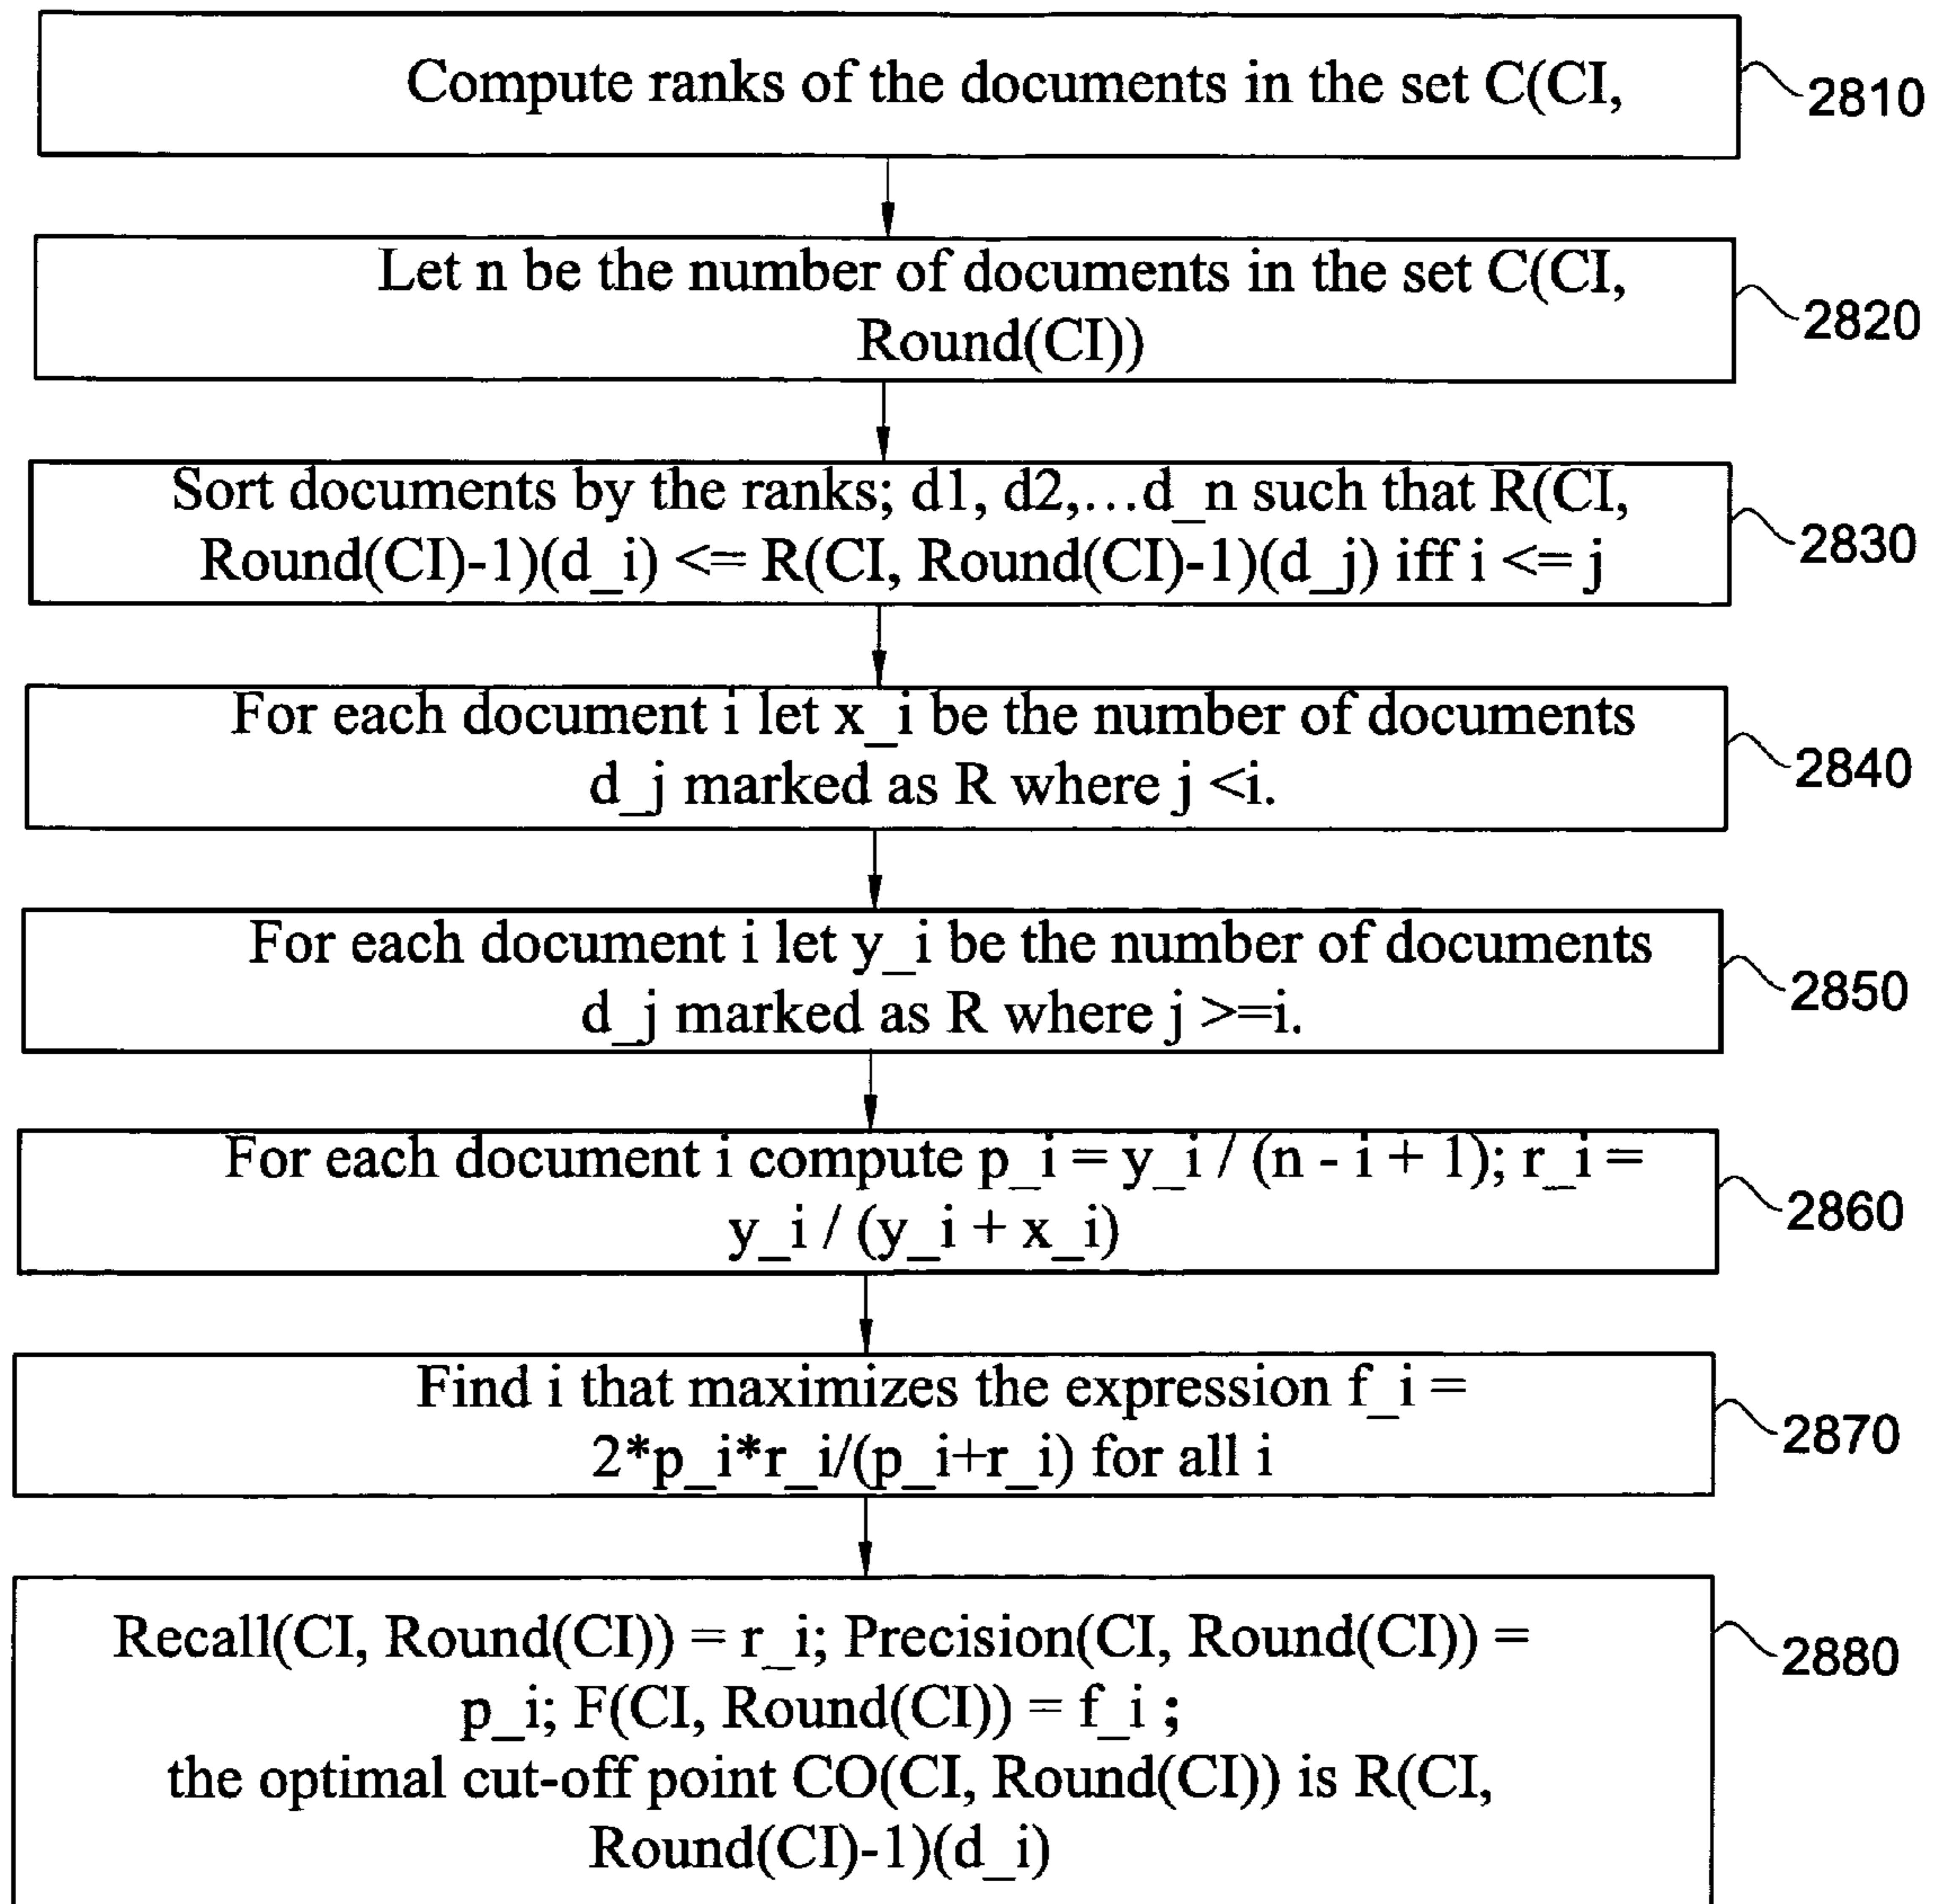 Compute ranks of the documents in the set C(CI,
2810
Let n be the number of documents in the set C(CI,
Round(CI))
2820
Sort documents by the ranks; d1, d2,...d_n such that R(CI,
Round(CI)-1)(d_i) <= R(CI, Round(CI)-1)(d_j) iff i <= j
2830
For each document i let x_i be the number of documents
d_j marked as R where j <i.
2840
For each document i let y_i be the number of documents
d_j marked as R where j >=i.
2850
For each document i compute p_i = y_i / (n - i + 1); r_i =
y_i / (y_i + x_i)
2860
Find i that maximizes the expression f_i =
2*p_i*r_i/(p_i+r_i) for all i
2870
Recall(CI, Round(CI)) = r_i; Precision(CI, Round(CI)) =
p_i; F(CI, Round(CI)) = f_i ;
the optimal cut-off point CO(CI, Round(CI)) is R(CI,
Round(CI)-1)(d_i)
2880